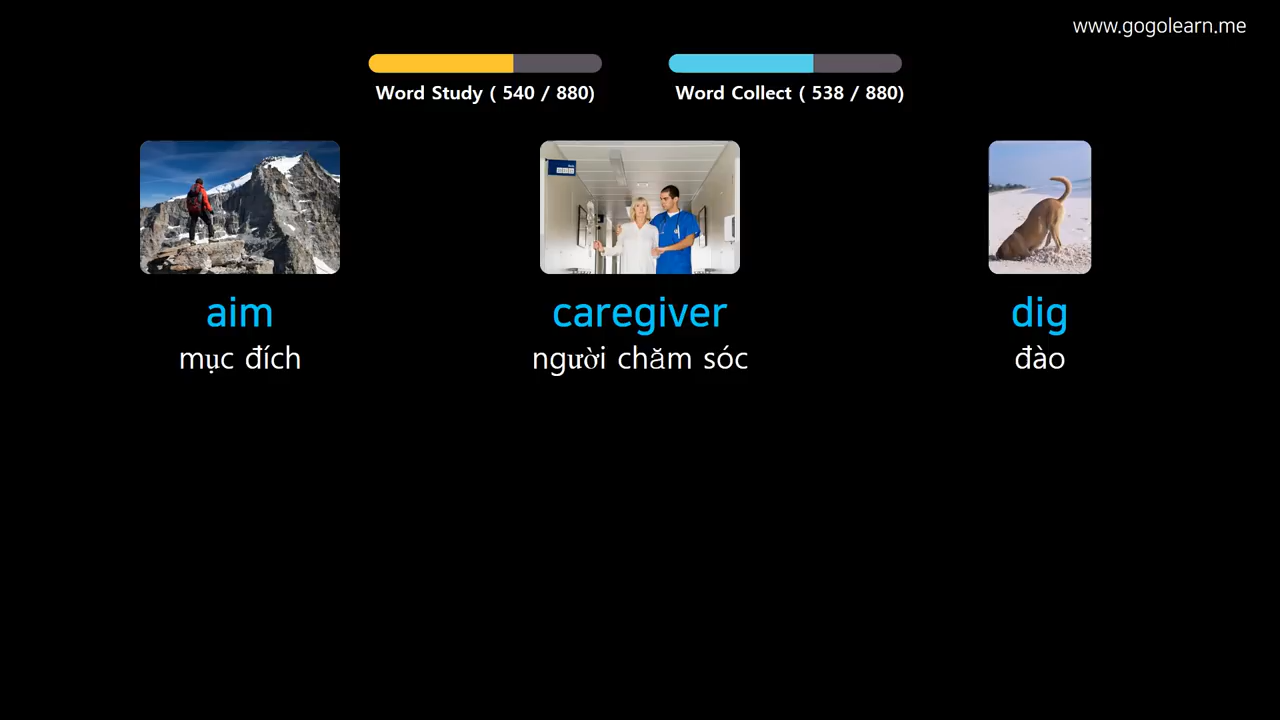 www.gogolearn.me
Word Study ( 540 / 880)
Word Collect ( 538 / 880)
aim
caregiver
dig
mục đích
người chăm sóc
đào